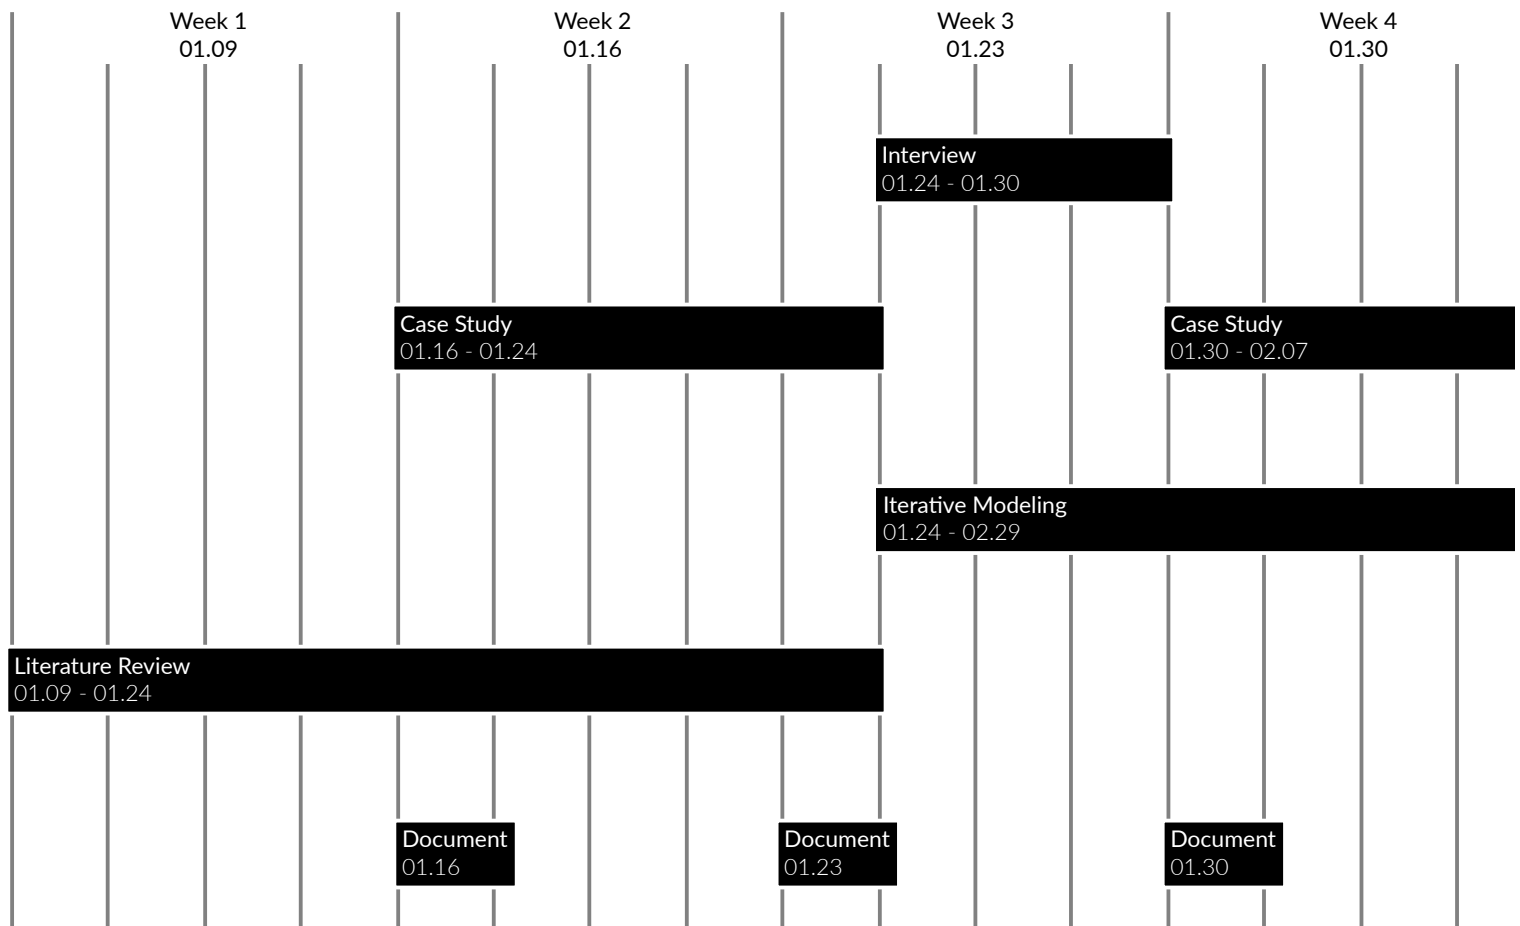 Week 1
01.09
Week 2
01.16
Week 3
01.23
Week 4
01.30
Interview
01.24 - 01.30
Case Study
01.16 - 01.24
Case Study
01.30 - 02.07
Iterative Modeling
01.24 - 02.29
Literature Review
01.09 - 01.24
Document
01.16
Document
01.23
Document
01.30